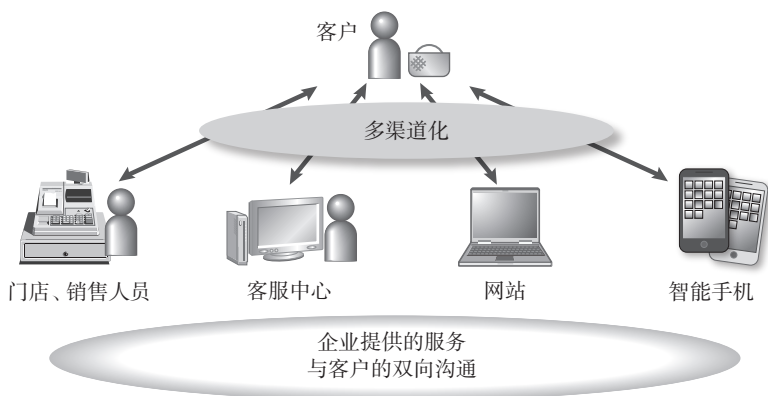 客户
多渠道化
门店、销售人员
客服中心
网站
智能手机
企业提供的服务
与客户的双向沟通